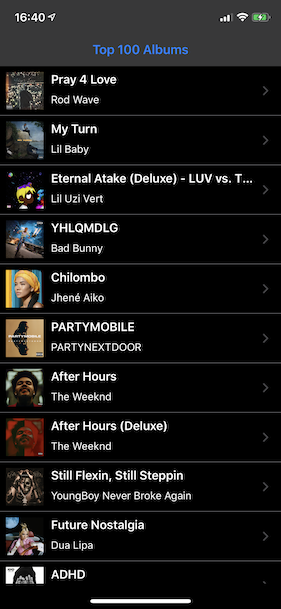 16:40
Top 100 Albums
Pray 4 Love
Rod Wave
My Turn
Lil Baby
Eternal Atake (Deluxe) - LUV vs. T...
Lil Uzi Vert
YHLQMDLG
Bad Bunny
Chilombo
Jhené Aiko
PARTYMOBILE
PARTYMOBILE
PARTYNEXTDOOR
After Hours
The Weeknd
After Hours (Deluxe)
The Weeknd
Still Flexin, Still Steppin
YoungBoy Never Broke Again
Future Nostalgia
Dua Lipa
ADHD